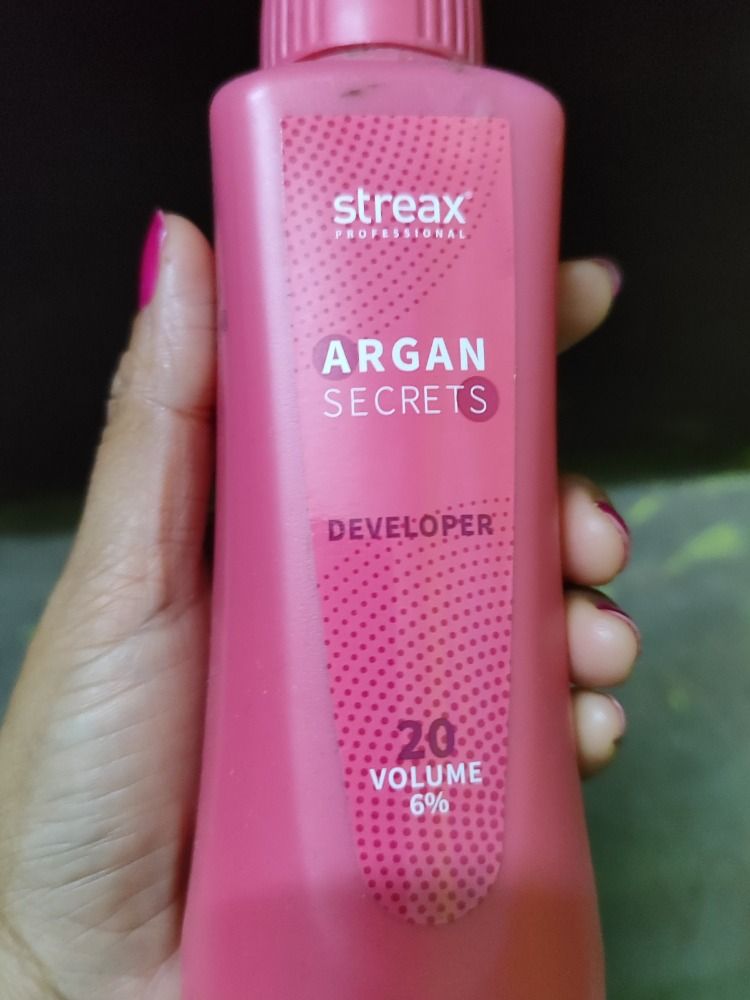 streax
PROFESSIONAL
ARGAN
SECRETS
DEVELOPER
20
VOLUME
6%